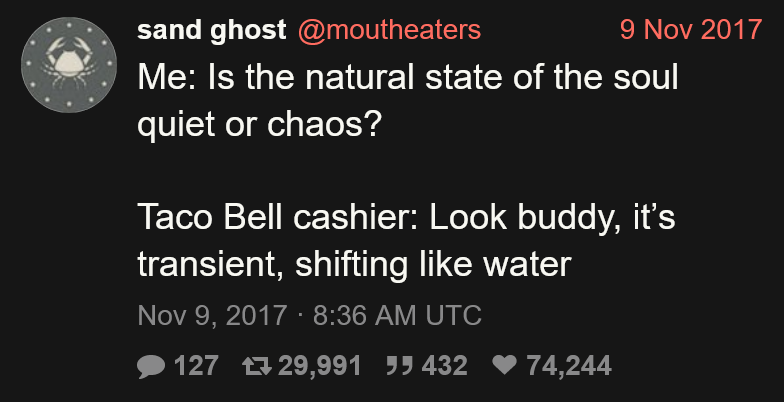 sand ghost @moutheaters 9 Nov 2017
Me: Is the natural state of the soul
quiet or chaos?
Taco Bell cashier: Look buddy, it’s
transient, shifting like water
Nov 9, 2017 · 8:36 AM UTC
127 29,991 432 74,244